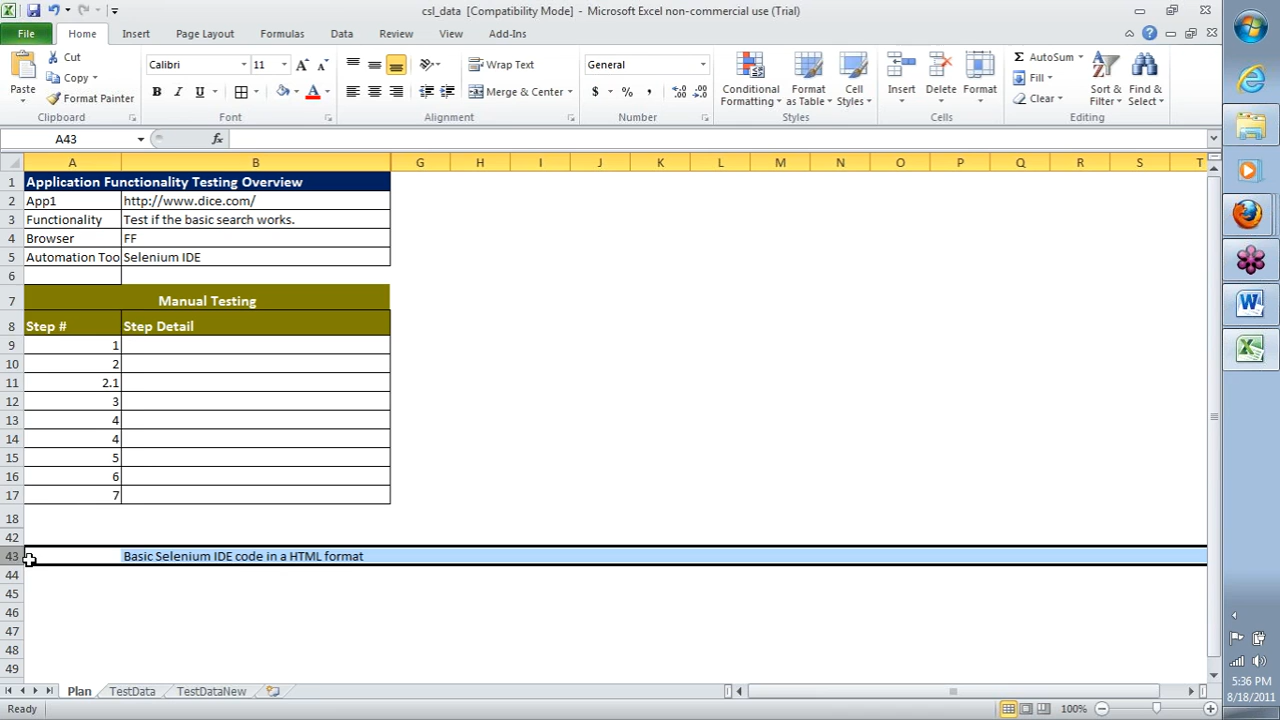 csl_data [Compatibility Mode] - Microsoft Excel non-commercial use (Trial)
File Home Insert Page Layout Formulas Data Review View Add-Ins
Paste
Cut
Copy
Format Painter
Clipboard
Calibri 11
B I U A
Font
Wrap Text
Merge & Center
Alignment
General
$ % ,
Number
Conditional Formatting
Format as Table
Cell Styles
Styles
Insert Delete Format
Cells
Σ AutoSum
Fill
Clear
Sort & Filter
Find & Select
Editing
A43 fx
A B G H I J K L M N O P Q R S T
1 Application Functionality Testing Overview
2 App1 http://www.dice.com/
3 Functionality Test if the basic search works.
4 Browser FF
5 Automation Too Selenium IDE
6
7 Manual Testing
8 Step # Step Detail
9 1
10 2
11 2.1
12 3
13 4
14 4
15 5
16 6
17 7
18
42
43 Basic Selenium IDE code in a HTML format
44
45
46
47
48
49
Plan TestData TestDataNew
Ready 100%
5:36 PM
8/18/2011